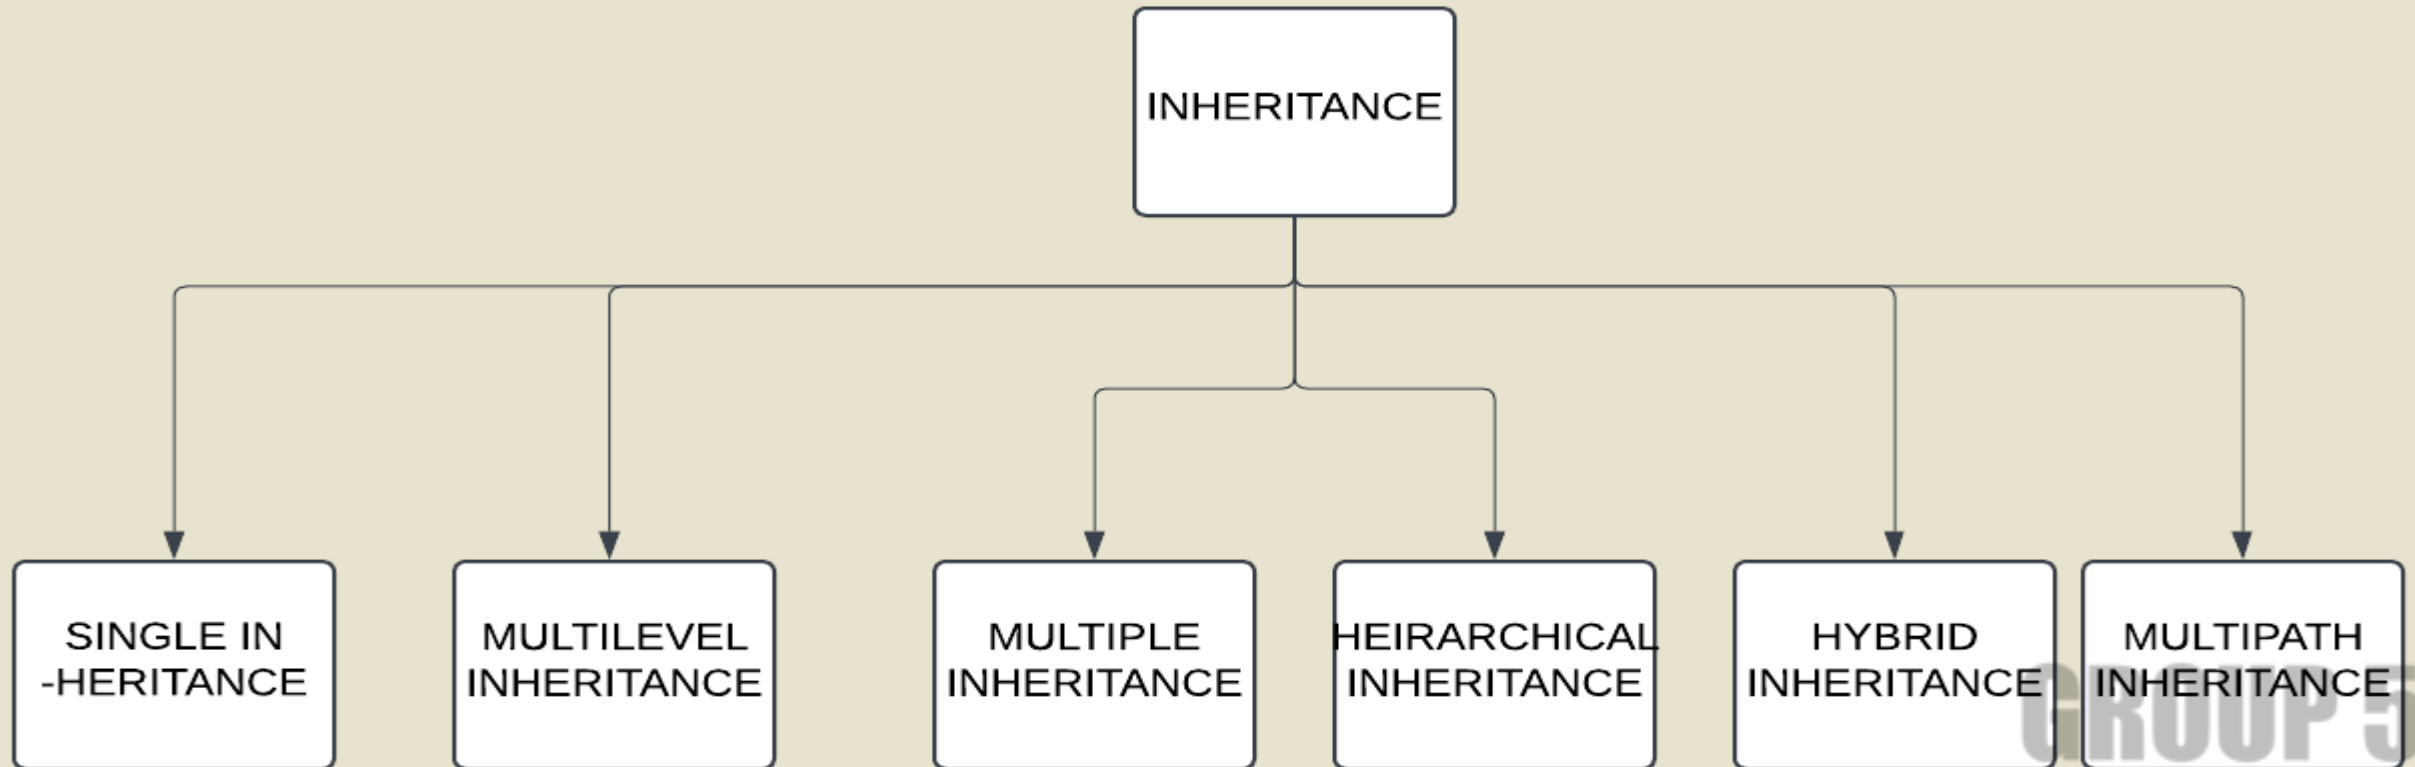 INHERITANCE
SINGLE IN
-HERITANCE
MULTILEVEL
INHERITANCE
MULTIPLE
INHERITANCE
HEIRARCHICAL
INHERITANCE
HYBRID
INHERITANCE
MULTIPATH
INHERITANCE
GROUP 5